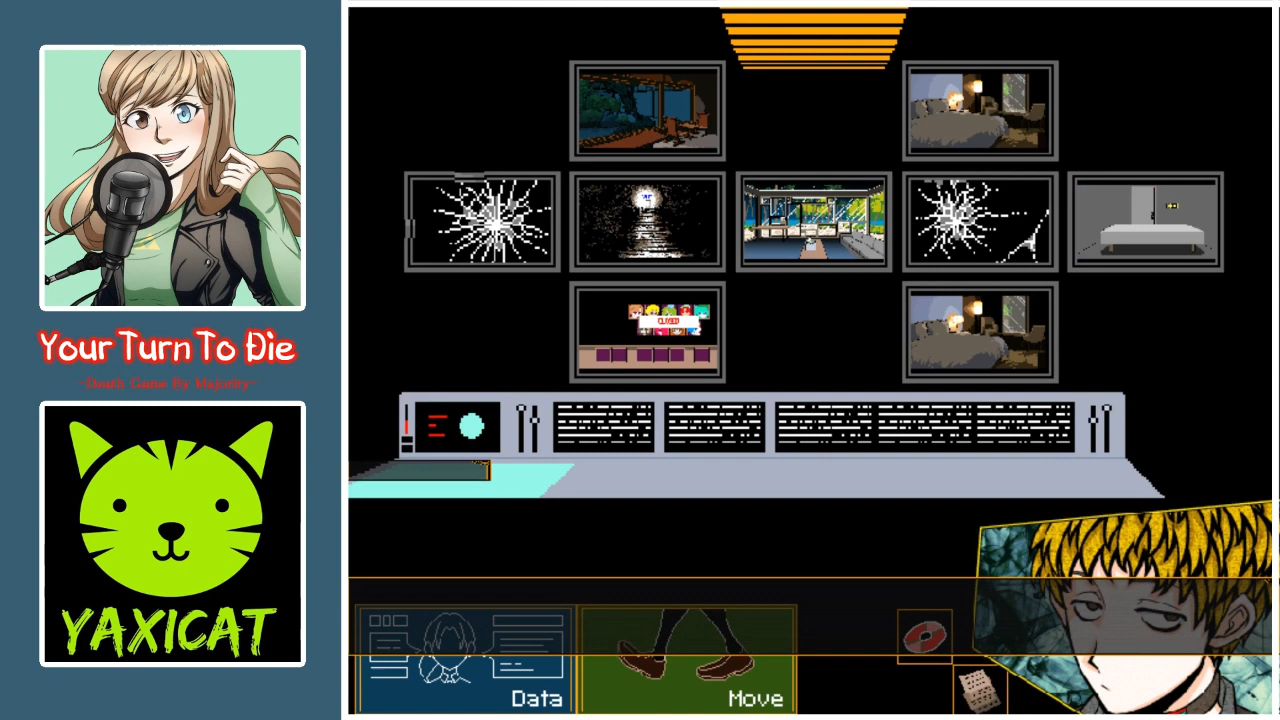 Your Turn To Die
-Death Game By Majority-
YAXICAT
CLOSED
Data
Move